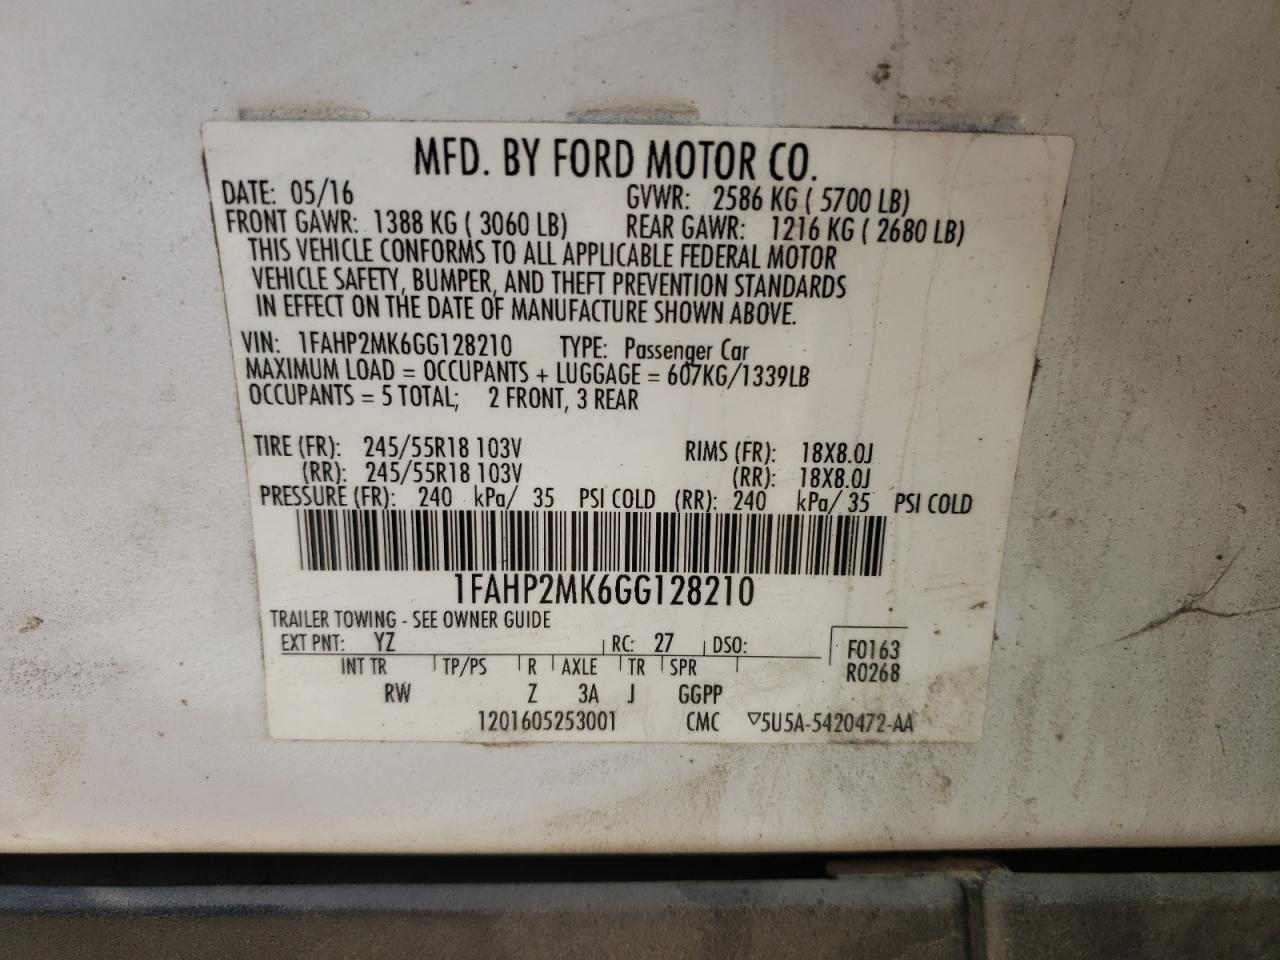 MFD. BY FORD MOTOR CO.
DATE: 05/16 GVWR: 2586 KG ( 5700 LB)
FRONT GAWR: 1388 KG ( 3060 LB) REAR GAWR: 1216 KG ( 2680 LB)
THIS VEHICLE CONFORMS TO ALL APPLICABLE FEDERAL MOTOR
VEHICLE SAFETY, BUMPER, AND THEFT PREVENTION STANDARDS
IN EFFECT ON THE DATE OF MANUFACTURE SHOWN ABOVE.
VIN: 1FAHP2MK6GG128210 TYPE: Passenger Car
MAXIMUM LOAD = OCCUPANTS + LUGGAGE = 607KG/1339LB
OCCUPANTS = 5 TOTAL; 2 FRONT, 3 REAR
TIRE (FR): 245/55R18 103V RIMS (FR): 18X8.0J
(RR): 245/55R18 103V (RR): 18X8.0J
PRESSURE (FR): 240 kPa/ 35 PSI COLD (RR): 240 kPa/ 35 PSI COLD
1FAHP2MK6GG128210
TRAILER TOWING - SEE OWNER GUIDE
EXT PNT: YZ RC: 27 DSO: F0163
INT TR TP/PS R AXLE TR SPR R0268
RW Z 3A J GGPP
1201605253001 CMC ▽5U5A-5420472-AA